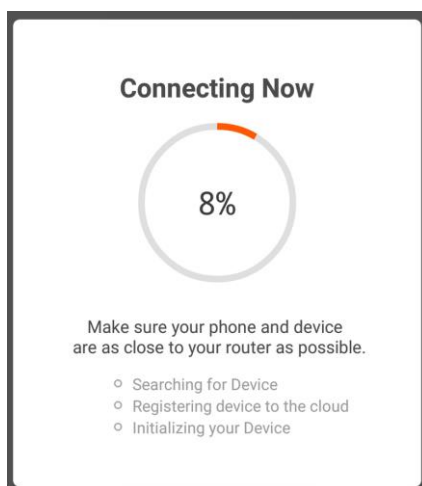 Connecting Now
8%
Make sure your phone and device
are as close to your router as possible.
Searching for Device
Registering device to the cloud
Initializing your Device